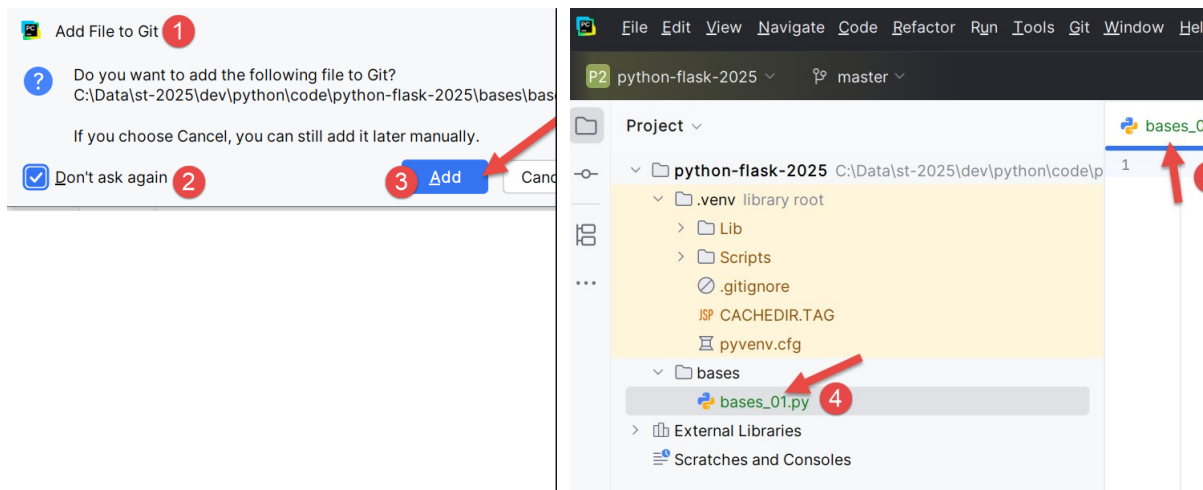 Add File to Git 1
Do you want to add the following file to Git?
C:\Data\st-2025\dev\python\code\python-flask-2025\bases\bas
If you choose Cancel, you can still add it later manually.
Don't ask again 2
3 Add
Canc
File Edit View Navigate Code Refactor Run Tools Git Window Hel
P2 python-flask-2025 master
Project
bases_0
python-flask-2025 C:\Data\st-2025\dev\python\code\p
1
.venv library root
Lib
Scripts
.gitignore
JSP CACHEDIR.TAG
pyvenv.cfg
bases
bases_01.py 4
External Libraries
Scratches and Consoles